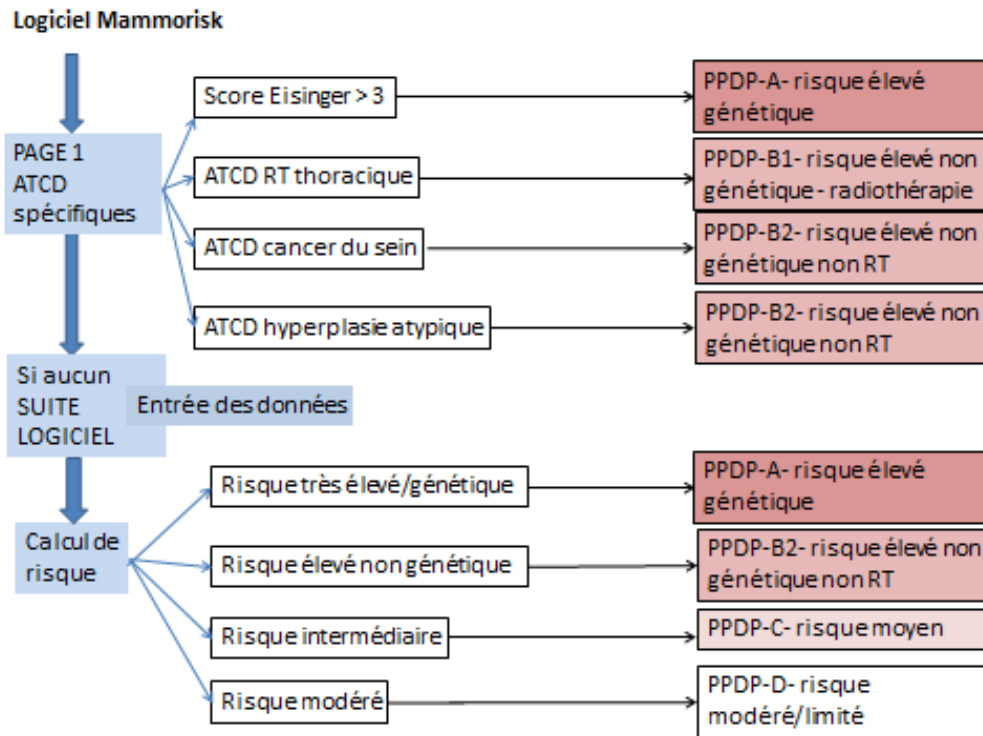 Logiciel Mammorisk
Score Eisinger > 3
PPDP-A- risque élevé
génétique
PAGE 1
ATCD
spécifiques
ATCD RT thoracique
PPDP-B1- risque élevé non
génétique - radiothérapie
ATCD cancer du sein
PPDP-B2- risque élevé non
génétique non RT
ATCD hyperplasie atypique
PPDP-B2- risque élevé non
génétique non RT
Si aucun
SUITE
LOGICIEL
Entrée des données
Risque très élevé/génétique
PPDP-A- risque élevé
génétique
Calcul de
risque
Risque élevé non génétique
PPDP-B2- risque élevé non
génétique non RT
Risque intermédiaire
PPDP-C- risque moyen
Risque modéré
PPDP-D- risque
modéré/limité